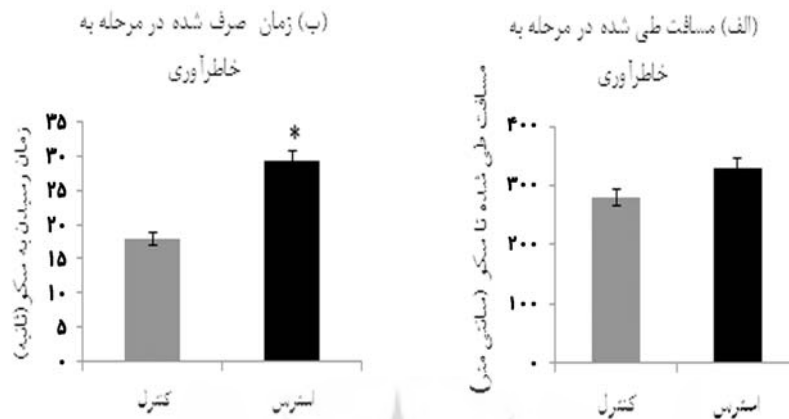 (الف) مسافت طی شده در مرحله به
خاطرآوری
مسافت طی شده تا سکو (سانتی متر)
۴۰۰
۳۰۰
۲۰۰
۱۰۰
۰
کنترل
استرس
(ب) زمان صرف شده در مرحله به
خاطرآوری
زمان رسیدن به سکو (ثانیه)
۳۵
۳۰
۲۵
۲۰
۱۵
۱۰
۵
۰
*
کنترل
استرس